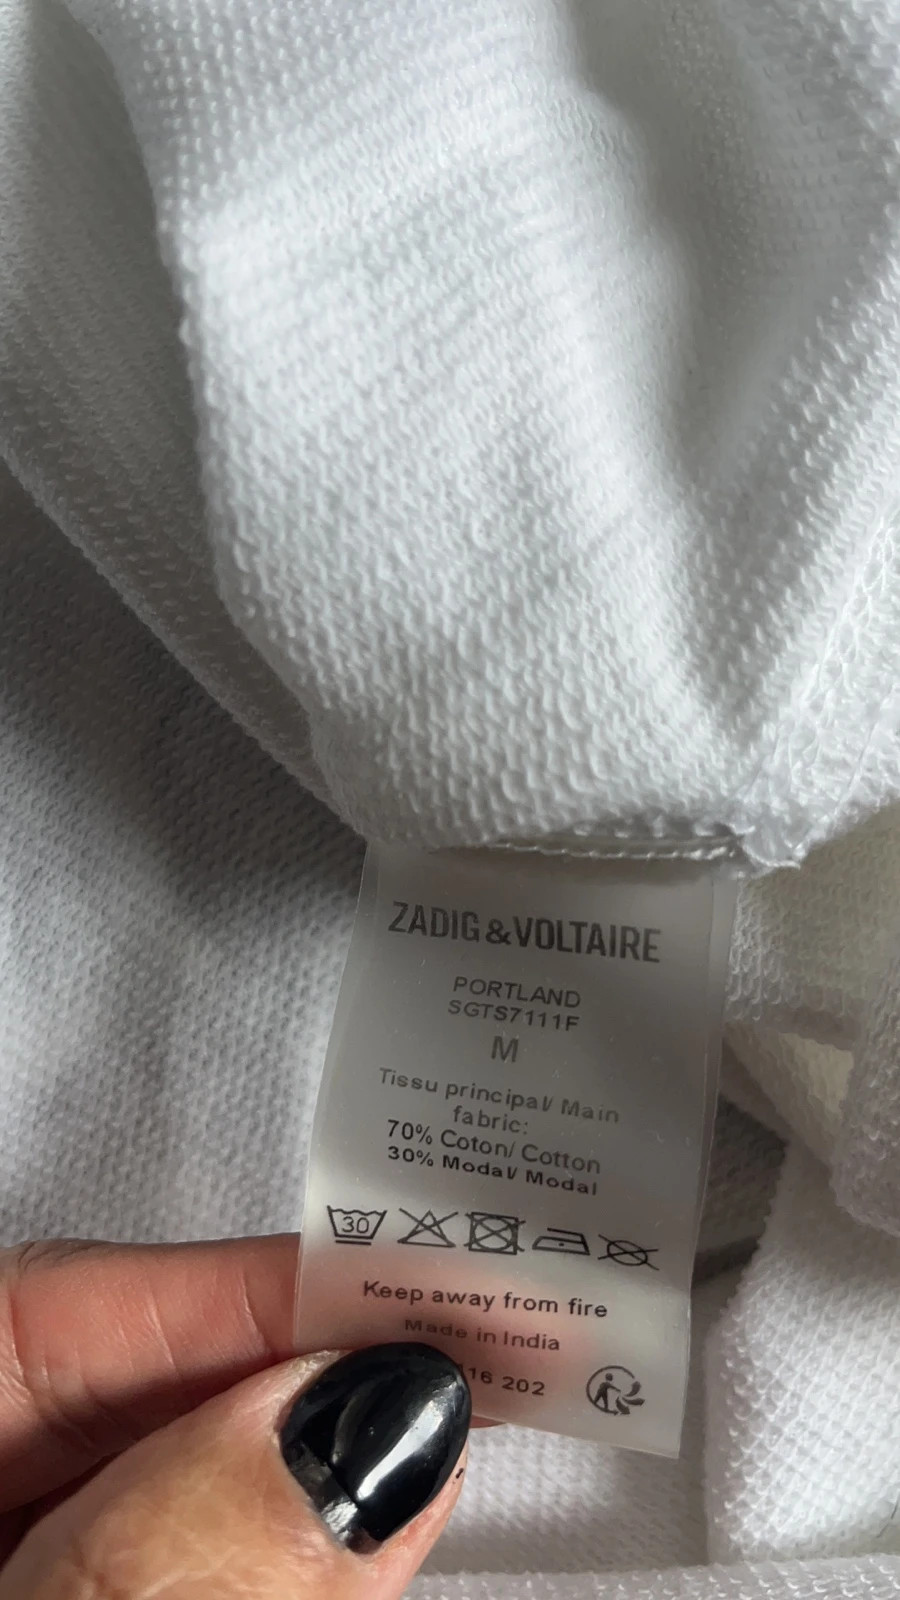 ZADIG&VOLTAIRE
PORTLAND
SGTS7111F
M
Tissu principal/ Main
fabric:
70% Coton/ Cotton
30% Modal/ Modal
30
Keep away from fire
Made in India
16 202